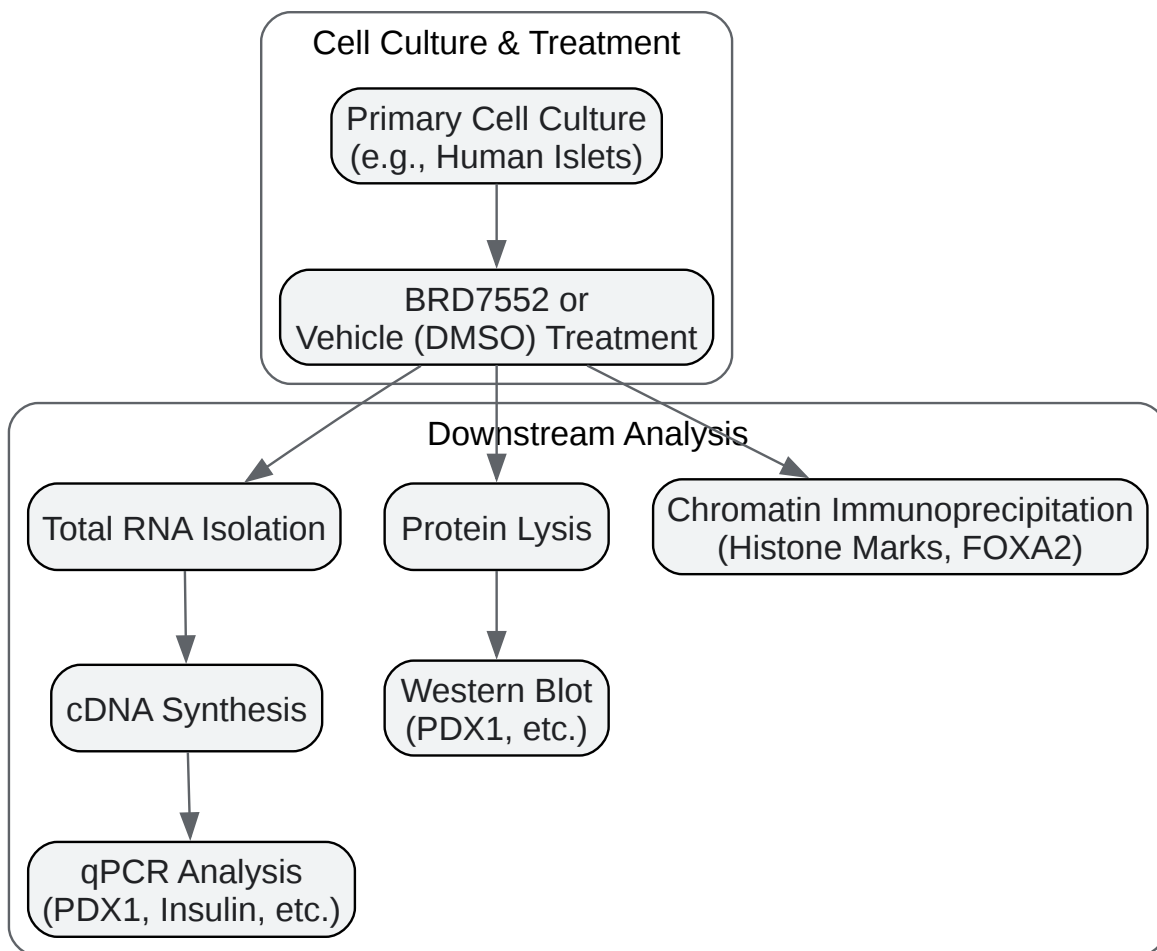 Cell Culture & Treatment
Primary Cell Culture
(e.g., Human Islets)
BRD7552 or
Vehicle (DMSO) Treatment
Downstream Analysis
Total RNA Isolation
Protein Lysis
Chromatin Immunoprecipitation
(Histone Marks, FOXA2)
cDNA Synthesis
Western Blot
(PDX1, etc.)
qPCR Analysis
(PDX1, Insulin, etc.)